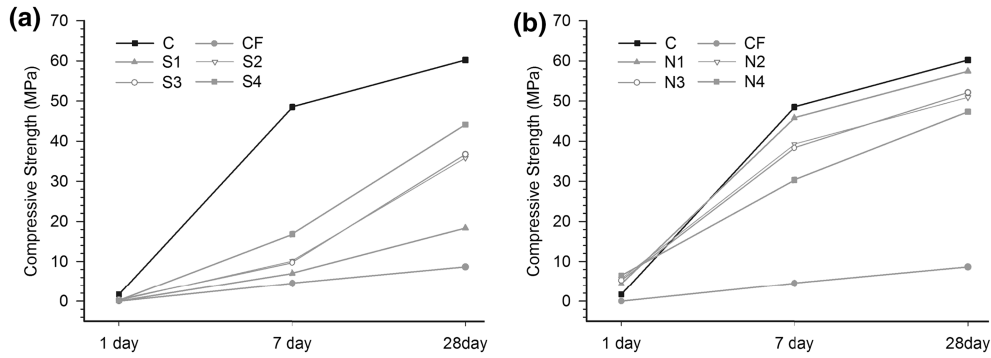 (a)
Compressive Strength (MPa)
70
60
50
40
30
20
10
0
C CF
S1 S2
S3 S4
1 day 7 day 28day
(b)
Compressive Strength (MPa)
70
60
50
40
30
20
10
0
C CF
N1 N2
N3 N4
1 day 7 day 28day